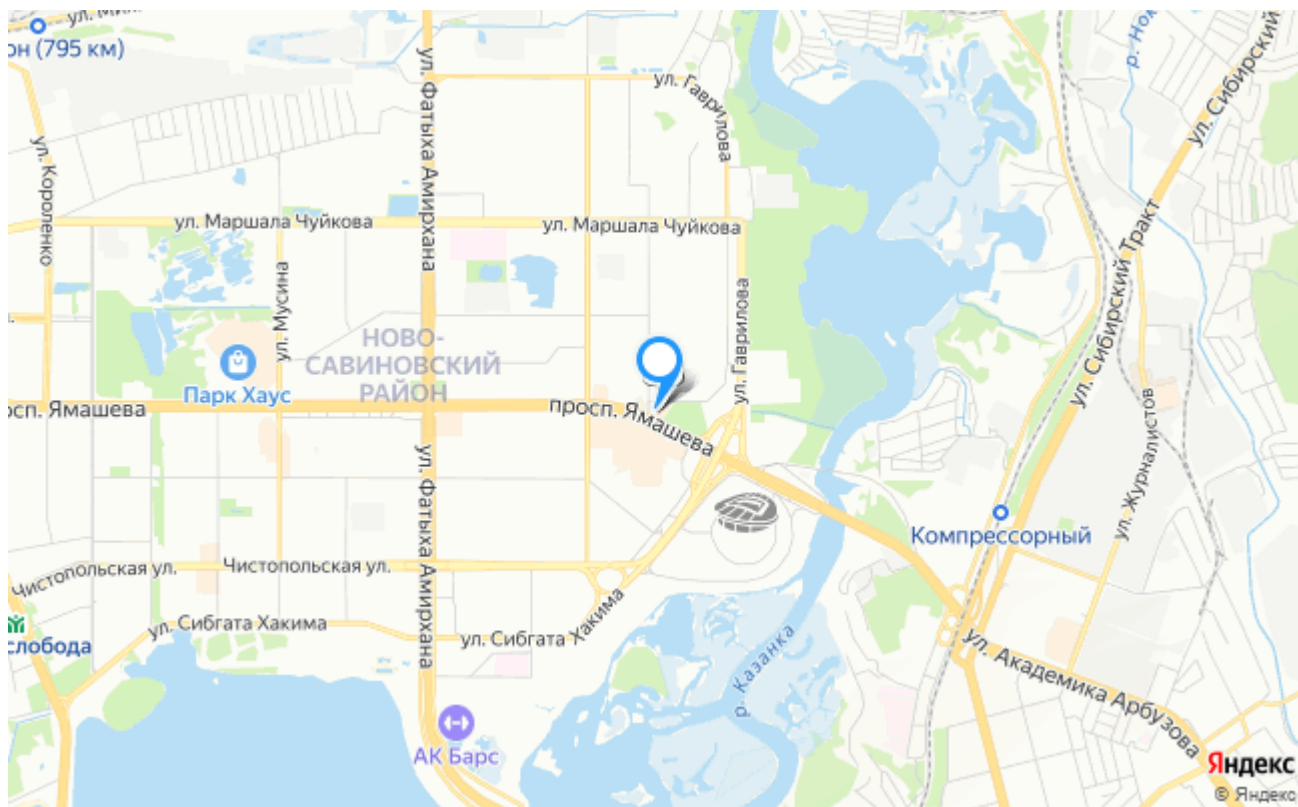 ул.
он (795 км)
ул. Короленко
ул. Фатыха Амирхана
ул. Гаврилова
р. Нок
ул. Сибирский
ул. Маршала Чуйкова
ул. Маршала Чуйкова
ул. Мусина
ул. Гаврилова
ул. Сибирский Тракт
НОВО-
САВИНОВСКИЙ
РАЙОН
Парк Хаус
осп. Ямашева
просп. Ямашева
ул. Журналистов
ул. Фатыха Амирхана
Компрессорный
Чистопольская ул.
Чистопольская ул.
ул. Сибгата Хакима
ул. Сибгата Хакима
слобода
р. Казанка
ул. Академика Арбузова
АК Барс
Яндекс
© Яндекс